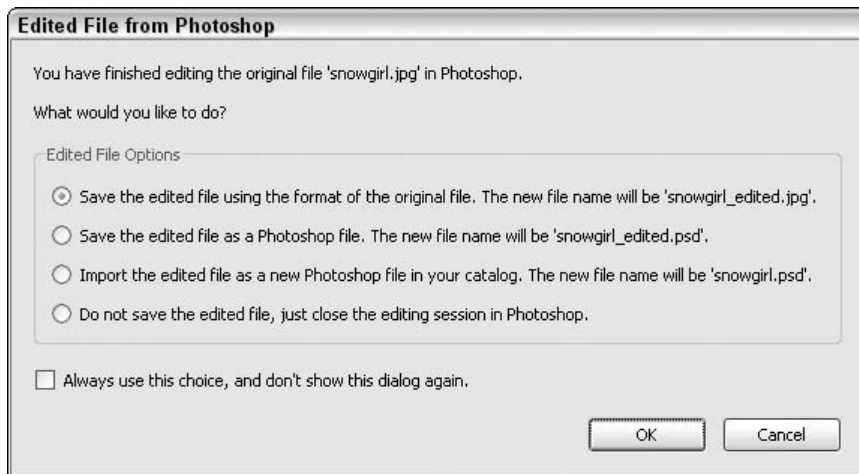 Edited File from Photoshop
You have finished editing the original file 'snowgirl.jpg' in Photoshop.
What would you like to do?
Edited File Options
Save the edited file using the format of the original file. The new file name will be 'snowgirl_edited.jpg'.
Save the edited file as a Photoshop file. The new file name will be 'snowgirl_edited.psd'.
Import the edited file as a new Photoshop file in your catalog. The new file name will be 'snowgirl.psd'.
Do not save the edited file, just close the editing session in Photoshop.
Always use this choice, and don't show this dialog again.
OK Cancel